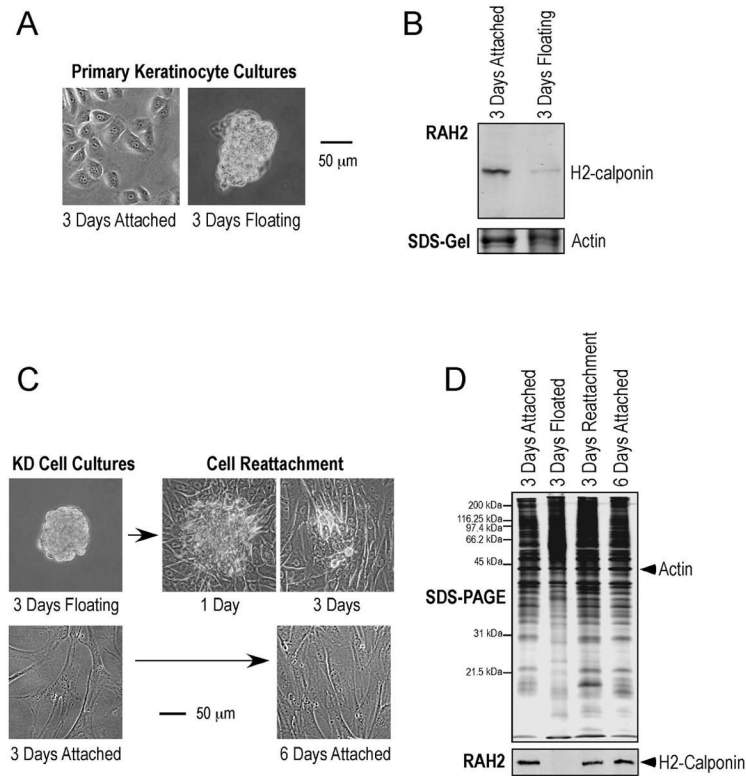 A
Primary Keratinocyte Cultures
3 Days Attached
3 Days Floating
50 µm
B
3 Days Attached
3 Days Floating
RAH2
H2-calponin
SDS-Gel
Actin
C
KD Cell Cultures
Cell Reattachment
3 Days Floating
1 Day
3 Days
50 µm
3 Days Attached
6 Days Attached
D
3 Days Attached
3 Days Floated
3 Days Reattachment
6 Days Attached
200 kDa
116.25 kDa
97.4 kDa
66.2 kDa
45 kDa
Actin
SDS-PAGE
31 kDa
21.5 kDa
RAH2
H2-Calponin